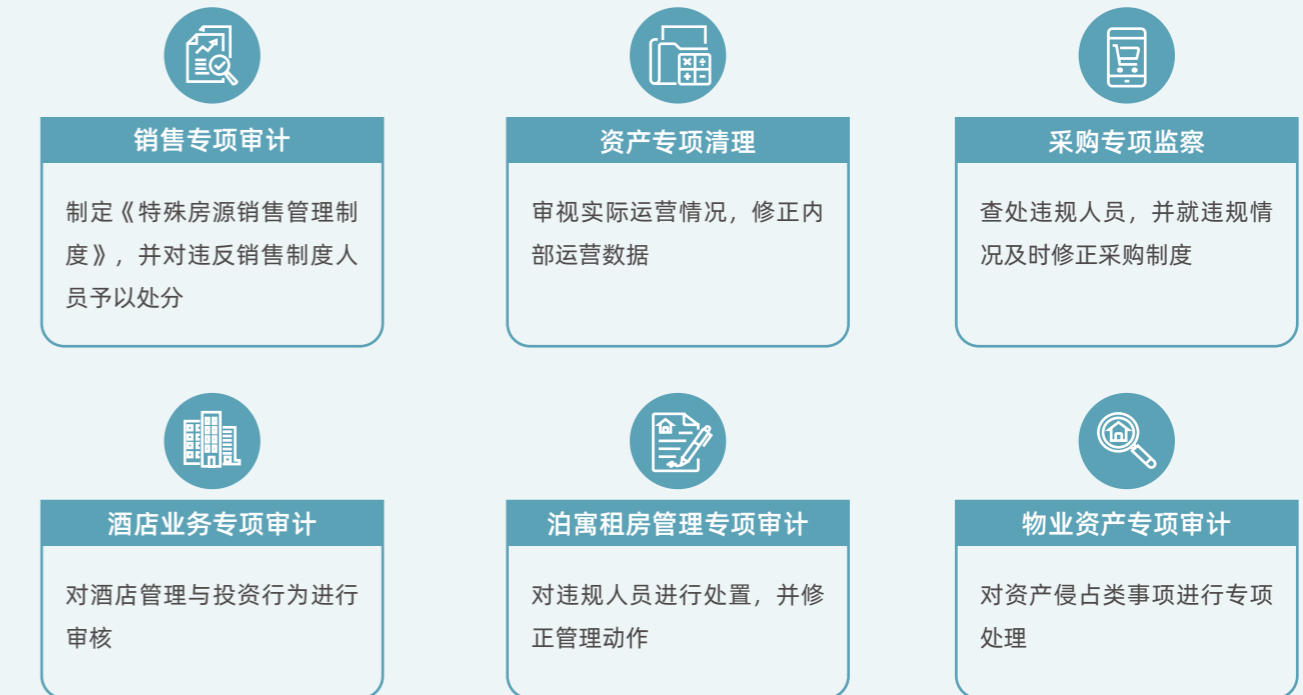 销售专项审计
制定《特殊房源销售管理制
度》，并对违反销售制度人
员予以处分
资产专项清理
审视实际运营情况，修正内
部运营数据
采购专项监察
查处违规人员，并就违规情
况及时修正采购制度
酒店业务专项审计
对酒店管理与投资行为进行
审核
泊寓租房管理专项审计
对违规人员进行处置，并修
正管理动作
物业资产专项审计
对资产侵占类事项进行专项
处理